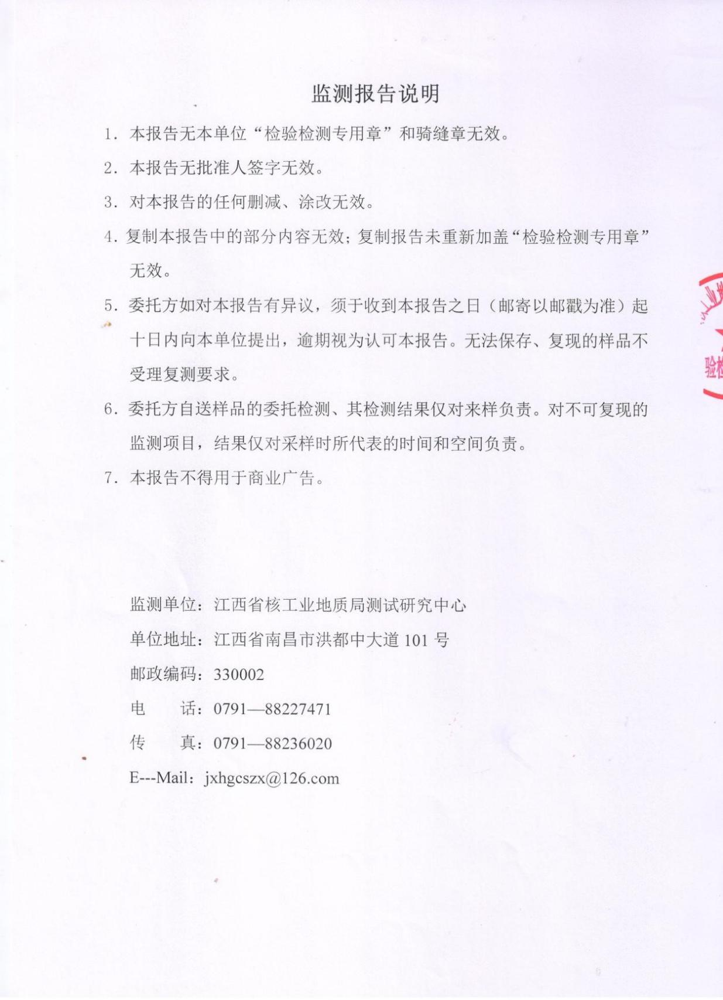 监测报告说明
1. 本报告无本单位“检验检测专用章”和骑缝章无效。
2. 本报告无批准人签字无效。
3. 对本报告的任何删减、涂改无效。
4. 复制本报告中的部分内容无效；复制报告未重新加盖“检验检测专用章”
无效。
5. 委托方如对本报告有异议，须于收到本报告之日（邮寄以邮戳为准）起
十日内向本单位提出，逾期视为认可本报告。无法保存、复现的样品不
受理复测要求。
6. 委托方自送样品的委托检测、其检测结果仅对来样负责。对不可复现的
监测项目，结果仅对采样时所代表的时间和空间负责。
7. 本报告不得用于商业广告。
业地
验检
监测单位：江西省核工业地质局测试研究中心
单位地址：江西省南昌市洪都中大道 101 号
邮政编码：330002
电 话：0791—88227471
传 真：0791—88236020
E---Mail：jxhgcszx@126.com